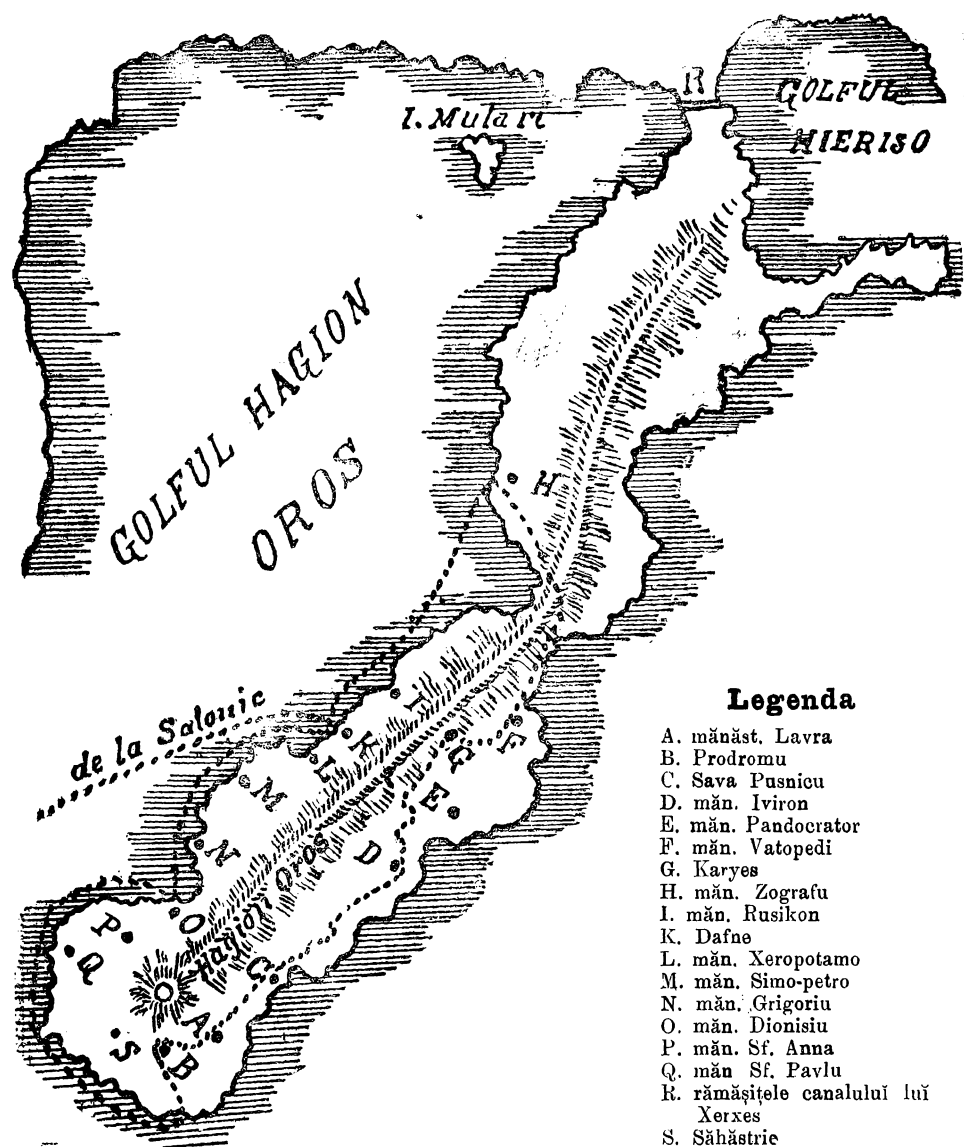 R
GOLFUL
HIERISO
I. Mulari
GOLFUL HAGION
OROS
H
de la Salonic
I
K
L
M
N
O
P
Q
S
A
B
C
D
E
F
G
Hagion Oros
Legenda
A. mănăst. Lavra
B. Prodromu
C. Sava Pusnicu
D. măn. Iviron
E. măn. Pandocrator
F. măn. Vatopedi
G. Karyes
H. măn. Zografu
I. măn. Rusikon
K. Dafne
L. măn. Xeropotamo
M. măn. Simo-petro
N. măn. Grigoriu
O. măn. Dionisiu
P. măn. Sf. Anna
Q. măn Sf. Pavlu
R. rămășițele canaluluĭ luĭ
Xerxes
S. Săhăstrie